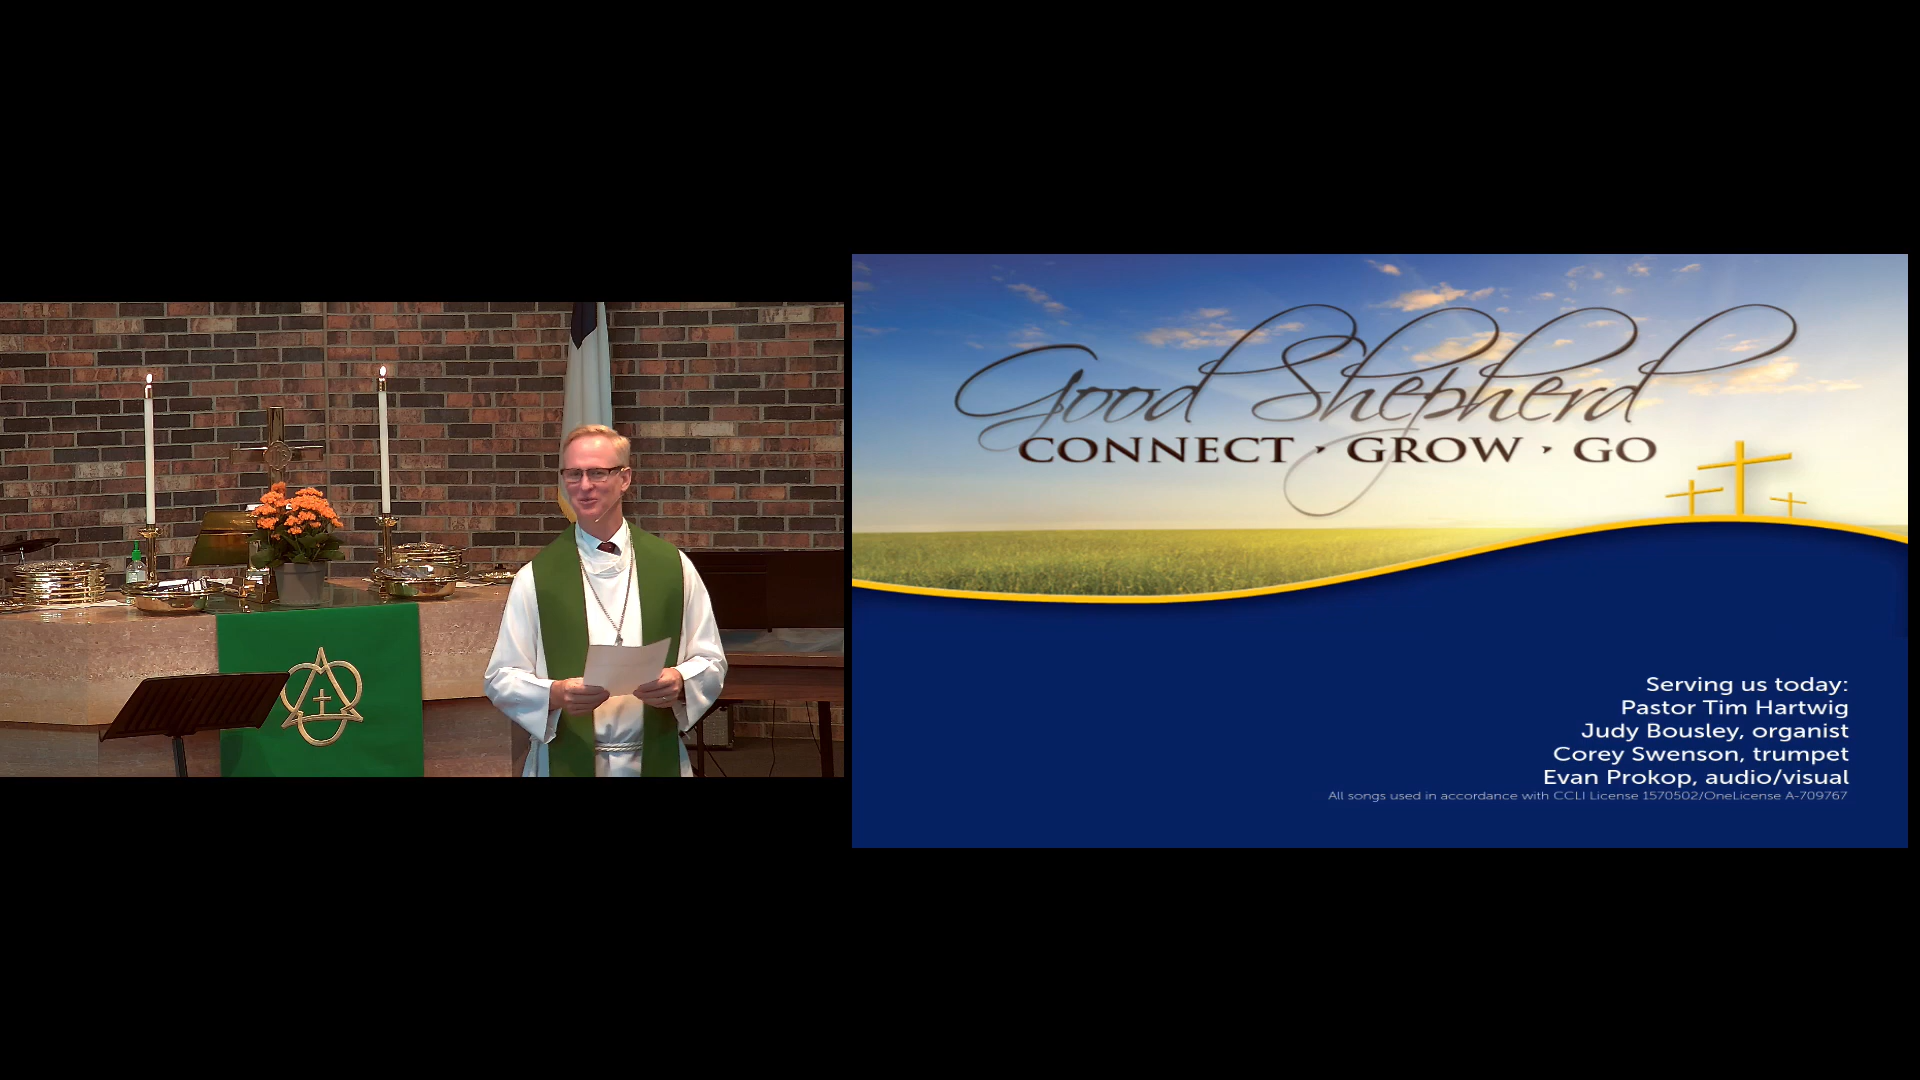 Good Shepherd
CONNECT · GROW · GO
Serving us today:
Pastor Tim Hartwig
Judy Bousley, organist
Corey Swenson, trumpet
Evan Prokop, audio/visual
All songs used in accordance with CCLI License 1570502/OneLicense A-709767